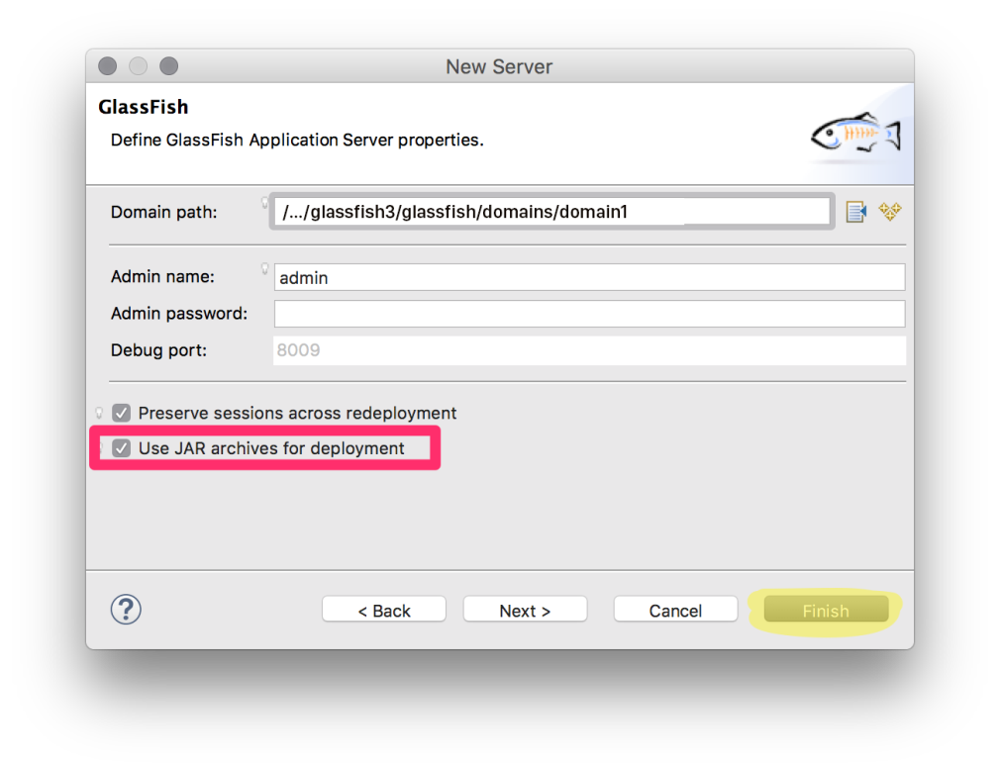 New Server
GlassFish
Define GlassFish Application Server properties.
Domain path: /.../glassfish3/glassfish/domains/domain1
Admin name: admin
Admin password:
Debug port: 8009
Preserve sessions across redeployment
Use JAR archives for deployment
? < Back Next > Cancel Finish